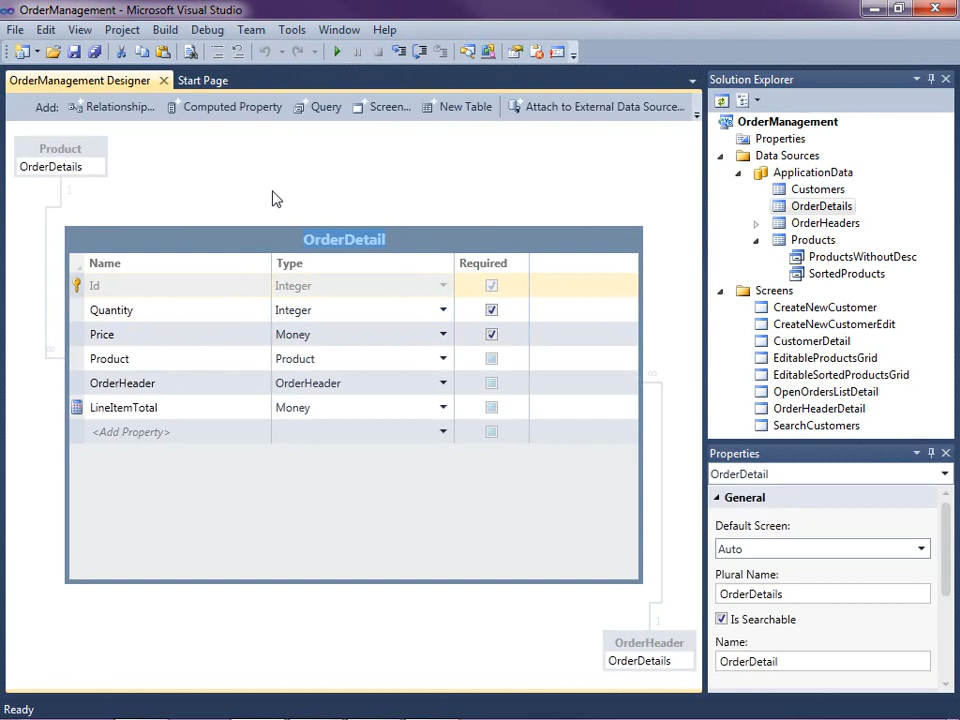 OrderManagement - Microsoft Visual Studio
File Edit View Project Build Debug Team Tools Window Help
OrderManagement Designer Start Page
Add: Relationship... Computed Property Query Screen... New Table Attach to External Data Source...
Product
OrderDetails
1
∞
OrderDetail
Name Type Required
Id Integer
Quantity Integer
Price Money
Product Product
OrderHeader OrderHeader
LineItemTotal Money
<Add Property>
∞
1
OrderHeader
OrderDetails
Solution Explorer
OrderManagement
Properties
Data Sources
ApplicationData
Customers
OrderDetails
OrderHeaders
Products
ProductsWithoutDesc
SortedProducts
Screens
CreateNewCustomer
CreateNewCustomerEdit
CustomerDetail
EditableProductsGrid
EditableSortedProductsGrid
OpenOrdersListDetail
OrderHeaderDetail
SearchCustomers
Properties
OrderDetail
General
Default Screen:
Auto
Plural Name:
OrderDetails
Is Searchable
Name:
OrderDetail
Ready